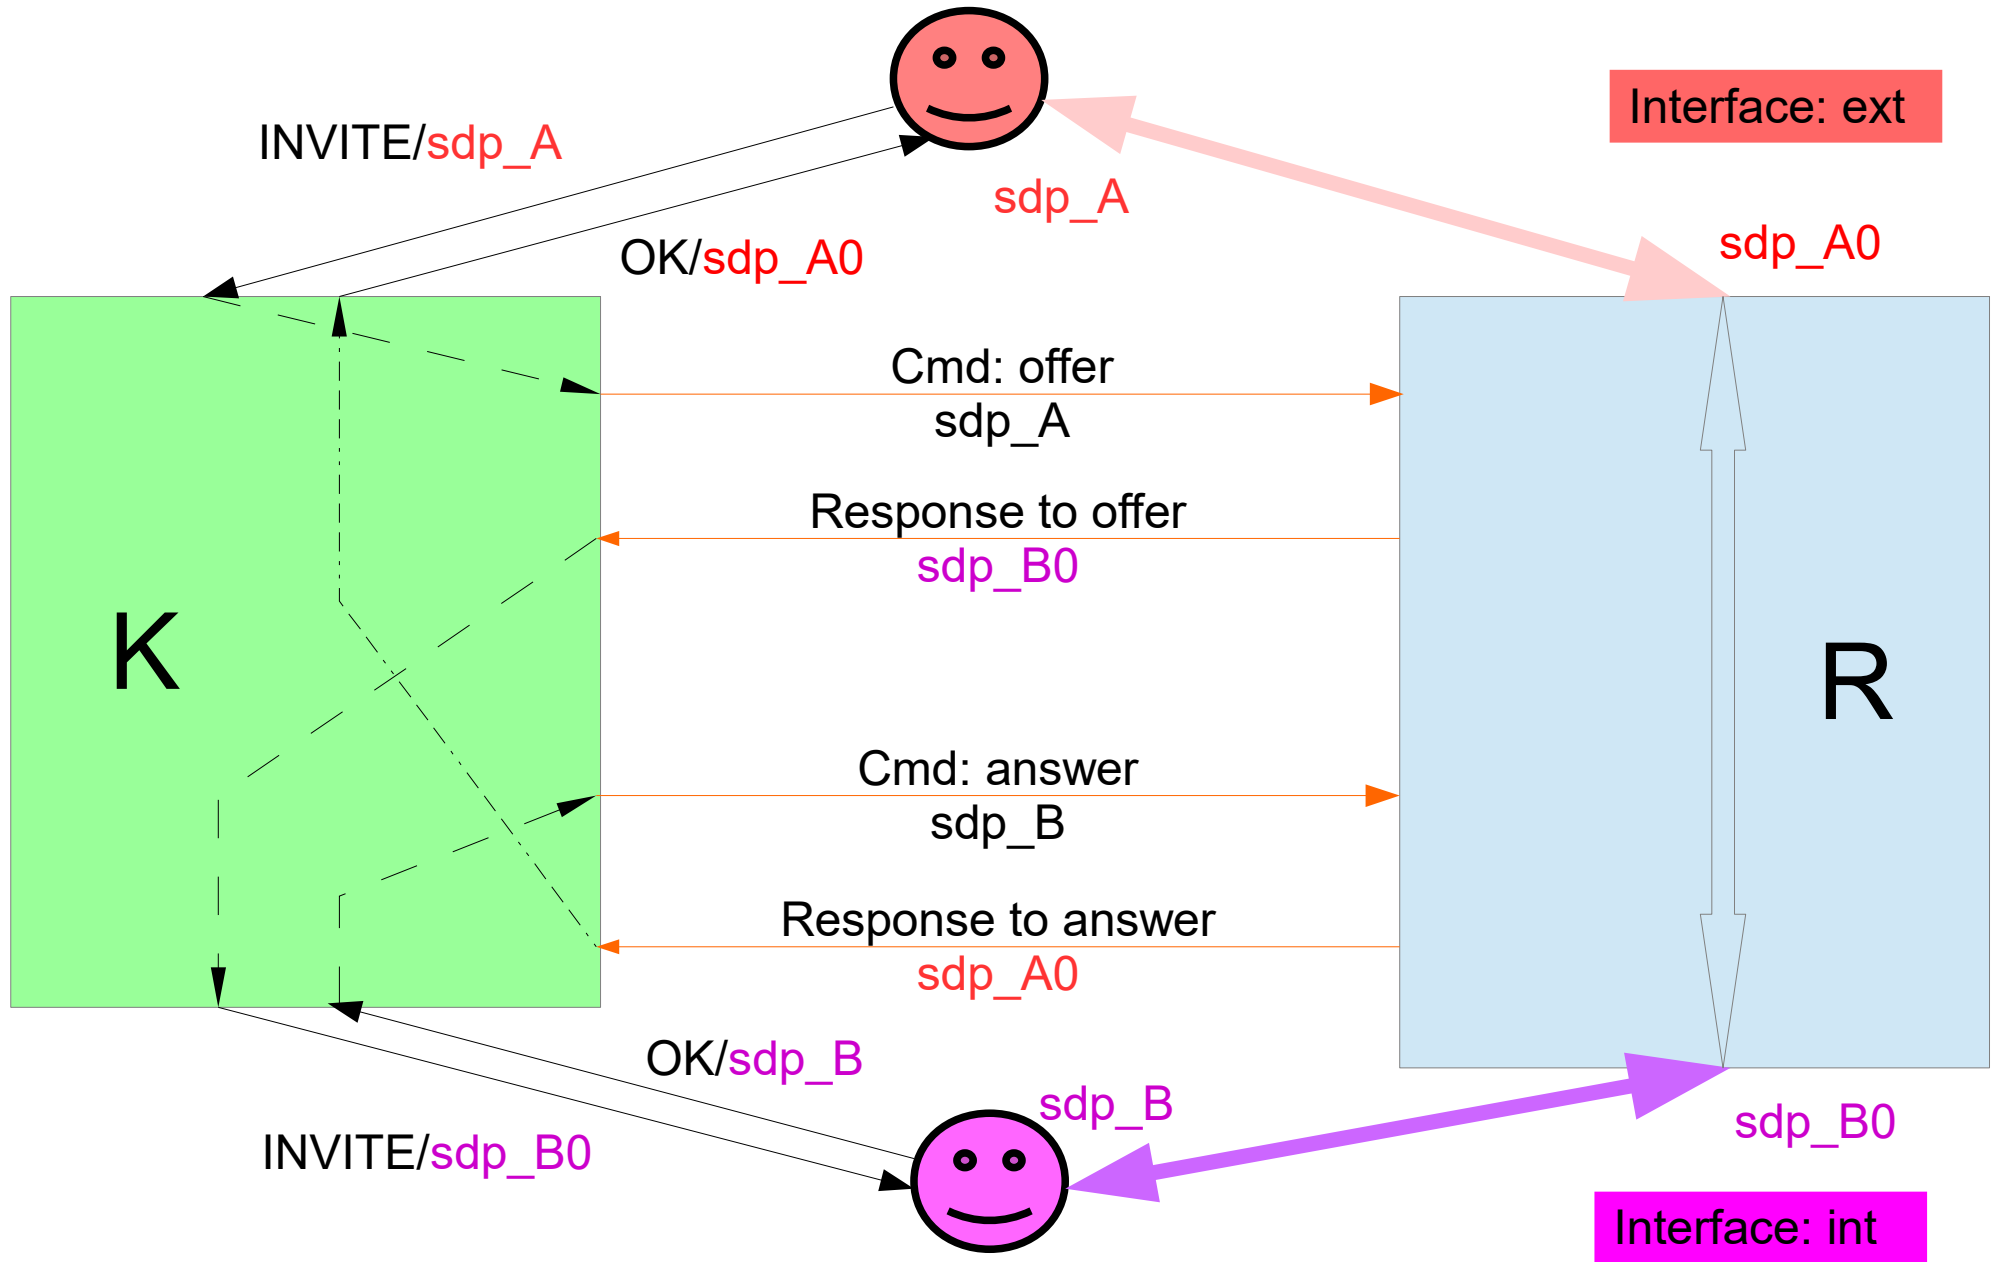 Interface: ext
INVITE/sdp_A
sdp_A
OK/sdp_A0
sdp_A0
Cmd: offer
sdp_A
Response to offer
sdp_B0
K
R
Cmd: answer
sdp_B
Response to answer
sdp_A0
OK/sdp_B
sdp_B
sdp_B0
INVITE/sdp_B0
Interface: int